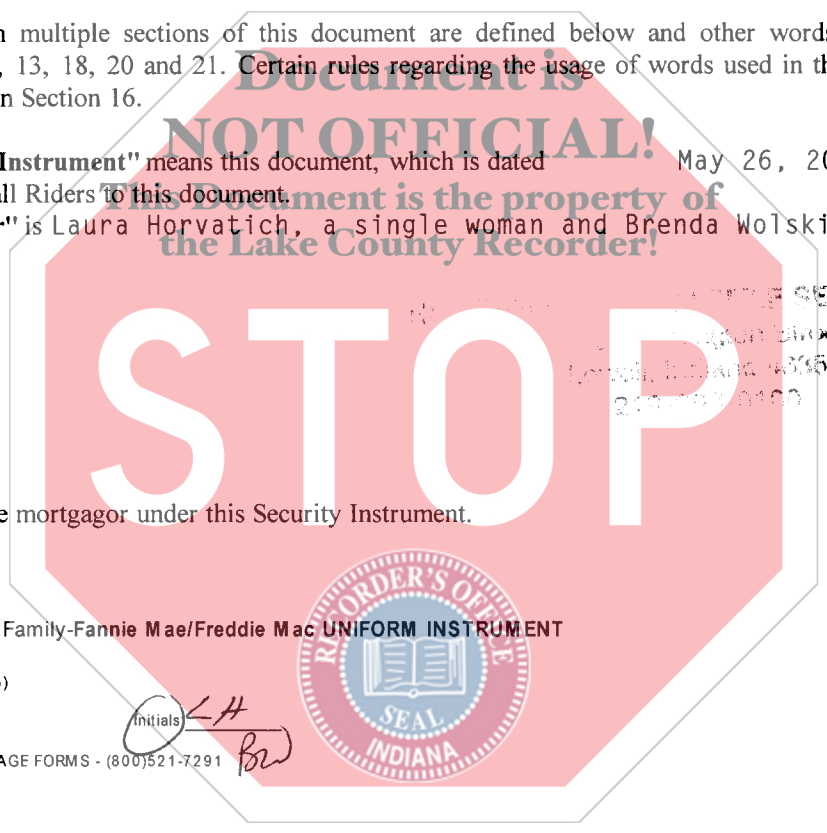 n multiple sections of this document are defined below and other words
, 13, 18, 20 and 21. Certain rules regarding the usage of words used in th
n Section 16.
Document is
NOT OFFICIAL!
This Document is the property of
the Lake County Recorder!
Instrument" means this document, which is dated May 26, 20
all Riders to this document.
r" is Laura Horvatich, a single woman and Brenda Wolski
STOP
e mortgagor under this Security Instrument.
RECORDER'S OFFICE
SEAL
INDIANA
Family-Fannie Mae/Freddie Mac UNIFORM INSTRUMENT
)
Initials LH
BW
AGE FORMS - (800)521-7291